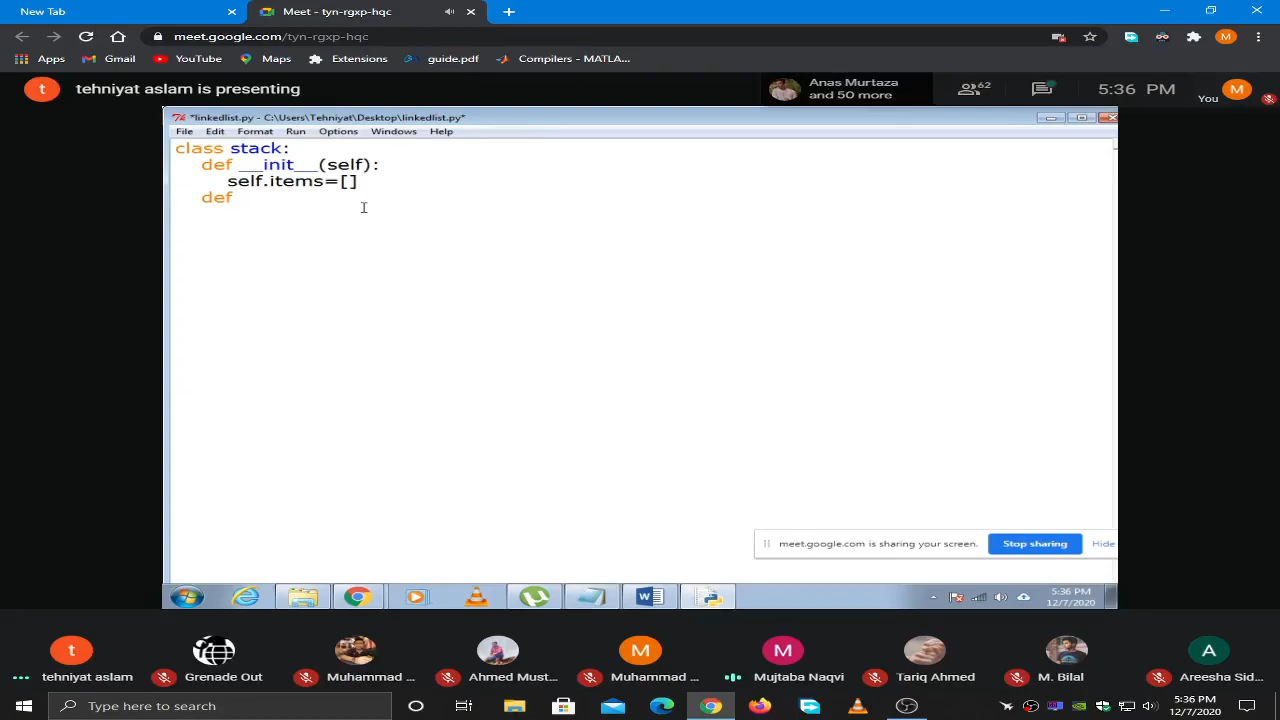 New Tab
Meet - tyn-rgxp-hqc
meet.google.com/tyn-rgxp-hqc
M
Apps
Gmail
YouTube
Maps
Extensions
guide.pdf
Compilers - MATLA...
t
tehniyat aslam is presenting
Anas Murtaza
and 50 more
62
5:36 PM
You
M
*linkedlist.py - C:\Users\Tehniyat\Desktop\linkedlist.py*
File Edit Format Run Options Windows Help
class stack:
def __init__(self):
self.items=[]
def
meet.google.com is sharing your screen.
Stop sharing
Hide
W
5:36 PM
12/7/2020
t
M
M
A
tehniyat aslam
Grenade Out
Muhammad ...
Ahmed Must...
Muhammad ...
Mujtaba Naqvi
Tariq Ahmed
M. Bilal
Areesha Sid...
Type here to search
5:36 PM
12/7/2020